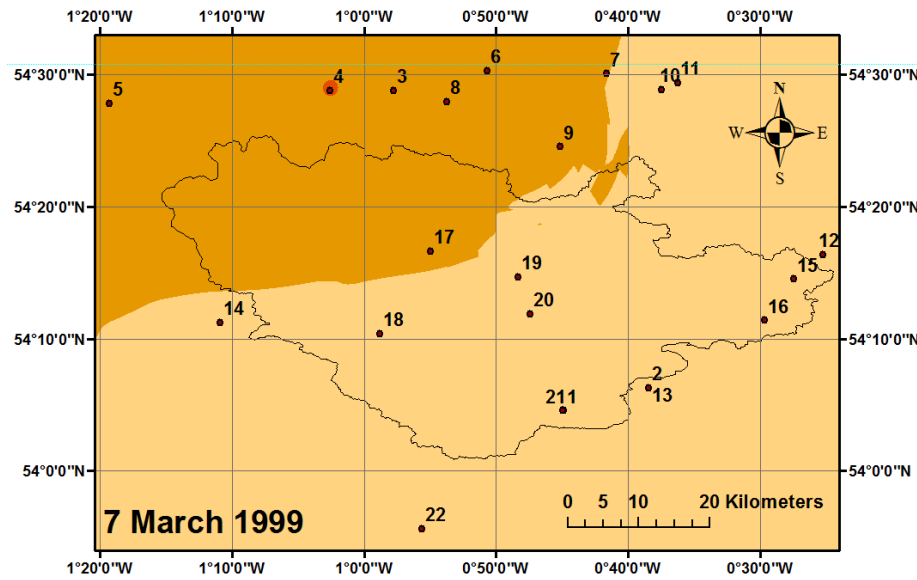 1°20'0"W 1°10'0"W 1°0'0"W 0°50'0"W 0°40'0"W 0°30'0"W
54°30'0"N 54°30'0"N
5 4 3 8 6 7 10 11
N
W E
S
9
54°20'0"N 54°20'0"N
17 19 12 15
20 16
14 18
54°10'0"N 54°10'0"N
2
13
211
54°0'0"N 54°0'0"N
0 5 10 20 Kilometers
7 March 1999
22
1°20'0"W 1°10'0"W 1°0'0"W 0°50'0"W 0°40'0"W 0°30'0"W